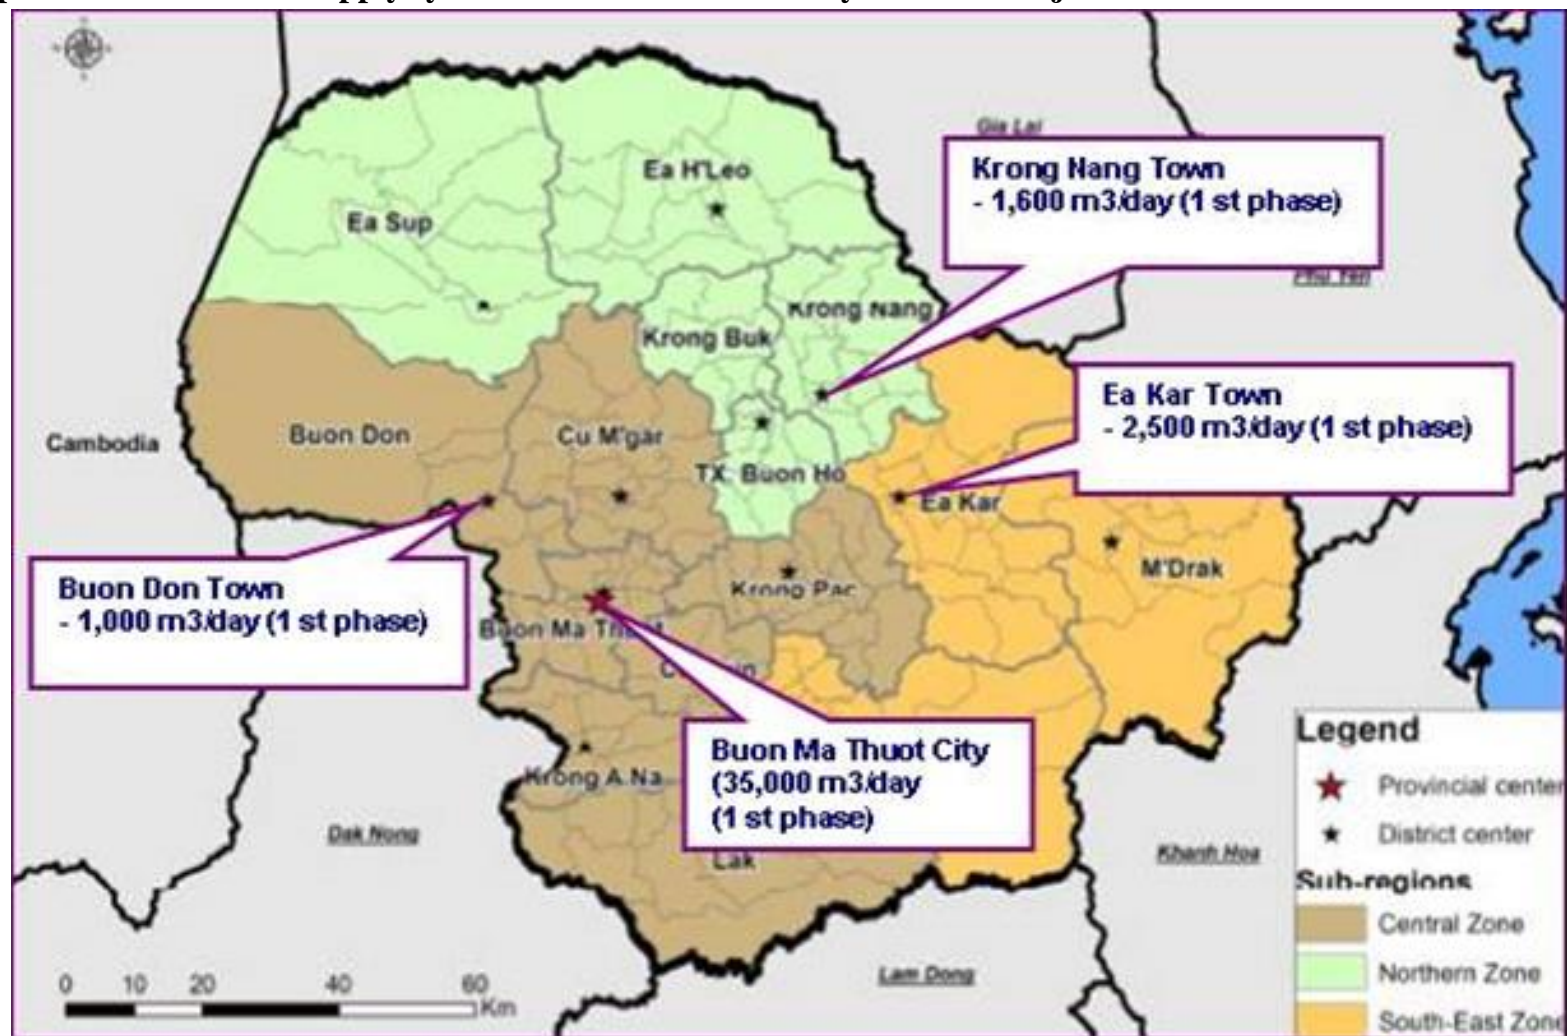 Gia Lai
Krong Nang Town
- 1,600 m3/day (1 st phase)
Ea H'Leo
Ea Sup
Phu Yen
Krong Nang
Krong Buk
Ea Kar Town
- 2,500 m3/day (1 st phase)
Cambodia
Buon Don
Cu M'gar
TX. Buon Ho
Ea Kar
M'Drak
Buon Don Town
- 1,000 m3/day (1 st phase)
Krong Pac
Buon Ma Thuot
Buon Ma Thuot City
(35,000 m3/day
(1 st phase)
Krong A Na
Lak
Dak Nong
Khanh Hoa
Lam Dong
Legend
Provincial center
District center
Sub-regions
Central Zone
Northern Zone
South-East Zone
0 10 20 40 60
Km